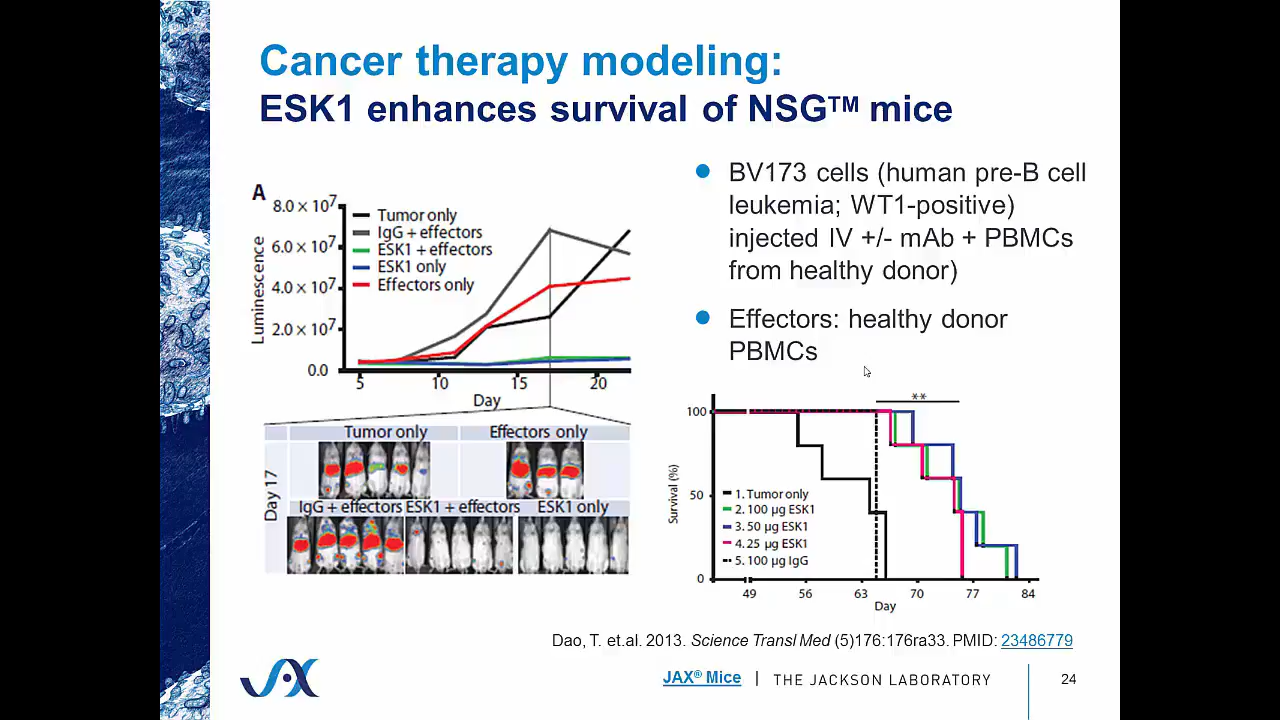 Cancer therapy modeling:
ESK1 enhances survival of NSG™ mice
A
8.0 × 10⁷
6.0 × 10⁷
4.0 × 10⁷
2.0 × 10⁷
0.0
Luminescence
Tumor only
IgG + effectors
ESK1 + effectors
ESK1 only
Effectors only
5 10 15 20
Day
Day 17
Tumor only Effectors only
IgG + effectors ESK1 + effectors ESK1 only
BV173 cells (human pre-B cell
leukemia; WT1-positive)
injected IV +/- mAb + PBMCs
from healthy donor)
Effectors: healthy donor
PBMCs
**
100
50
0
Survival (%)
1. Tumor only
2. 100 µg ESK1
3. 50 µg ESK1
4. 25 µg ESK1
5. 100 µg IgG
49 56 63 70 77 84
Day
Dao, T. et.al. 2013. Science Transl Med (5)176:176ra33. PMID: 23486779
JAX
JAX® Mice | THE JACKSON LABORATORY 24